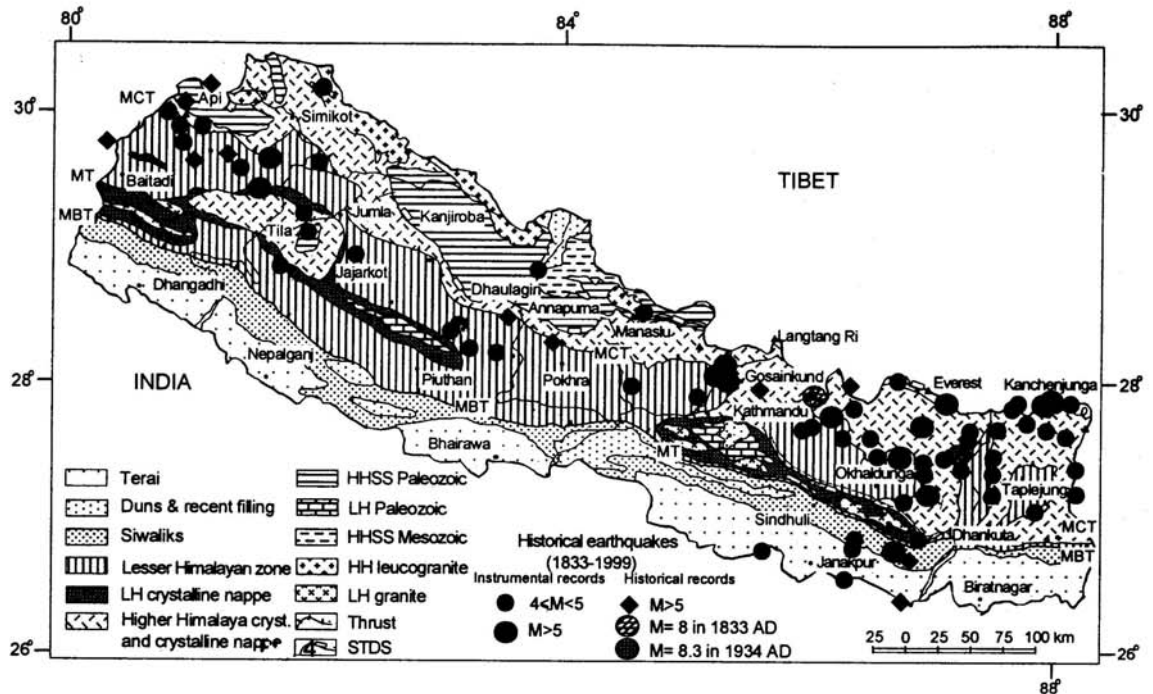 80°
84°
88°
30°
30°
MCT
Api
Simikot
TIBET
MT
Baitadi
Jumla
Kanjiroba
MBT
Tila
Dhangadhi
Jajarkot
Dhaulagiri
Annapurna
Manaslu
Langtang Ri
MCT
28°
INDIA
Nepalganj
Piuthan
Pokhra
Gosainkund
Everest
Kanchenjunga
28°
MBT
Kathmandu
Bhairawa
MT
Okhaldunga
Taplejung
Sindhuli
Dhankuta
MCT
MBT
Janakpur
Biratnagar
Terai
Duns & recent filling
Siwaliks
Lesser Himalayan zone
LH crystalline nappe
Higher Himalaya cryst.
and crystalline nappe
HHSS Paleozoic
LH Paleozoic
HHSS Mesozoic
HH leucogranite
LH granite
Thrust
STDS
Historical earthquakes
(1833-1999)
Instrumental records
4<M<5
M>5
Historical records
M>5
M= 8 in 1833 AD
M= 8.3 in 1934 AD
25 0 25 50 75 100 km
26°
26°
88°